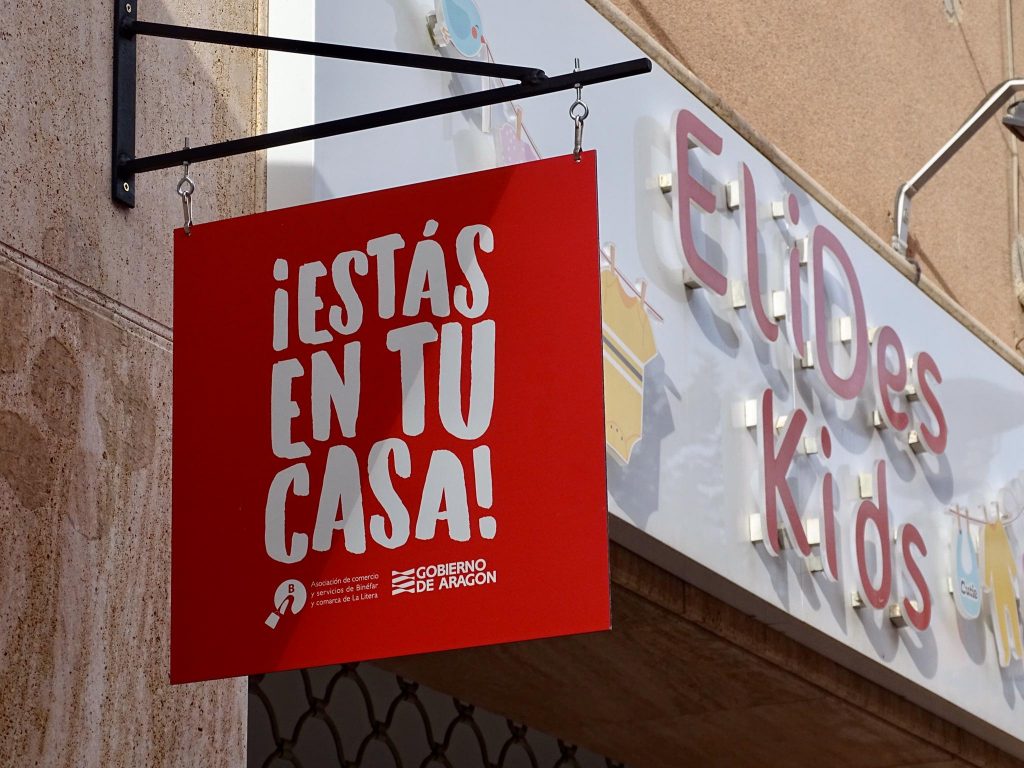 ¡ESTÁS
EN TU
CASA!
B
Asociación de comercio
y servicios de Binéfar
y comarca de La Litera
GOBIERNO
DE ARAGON
EliDes
Kids